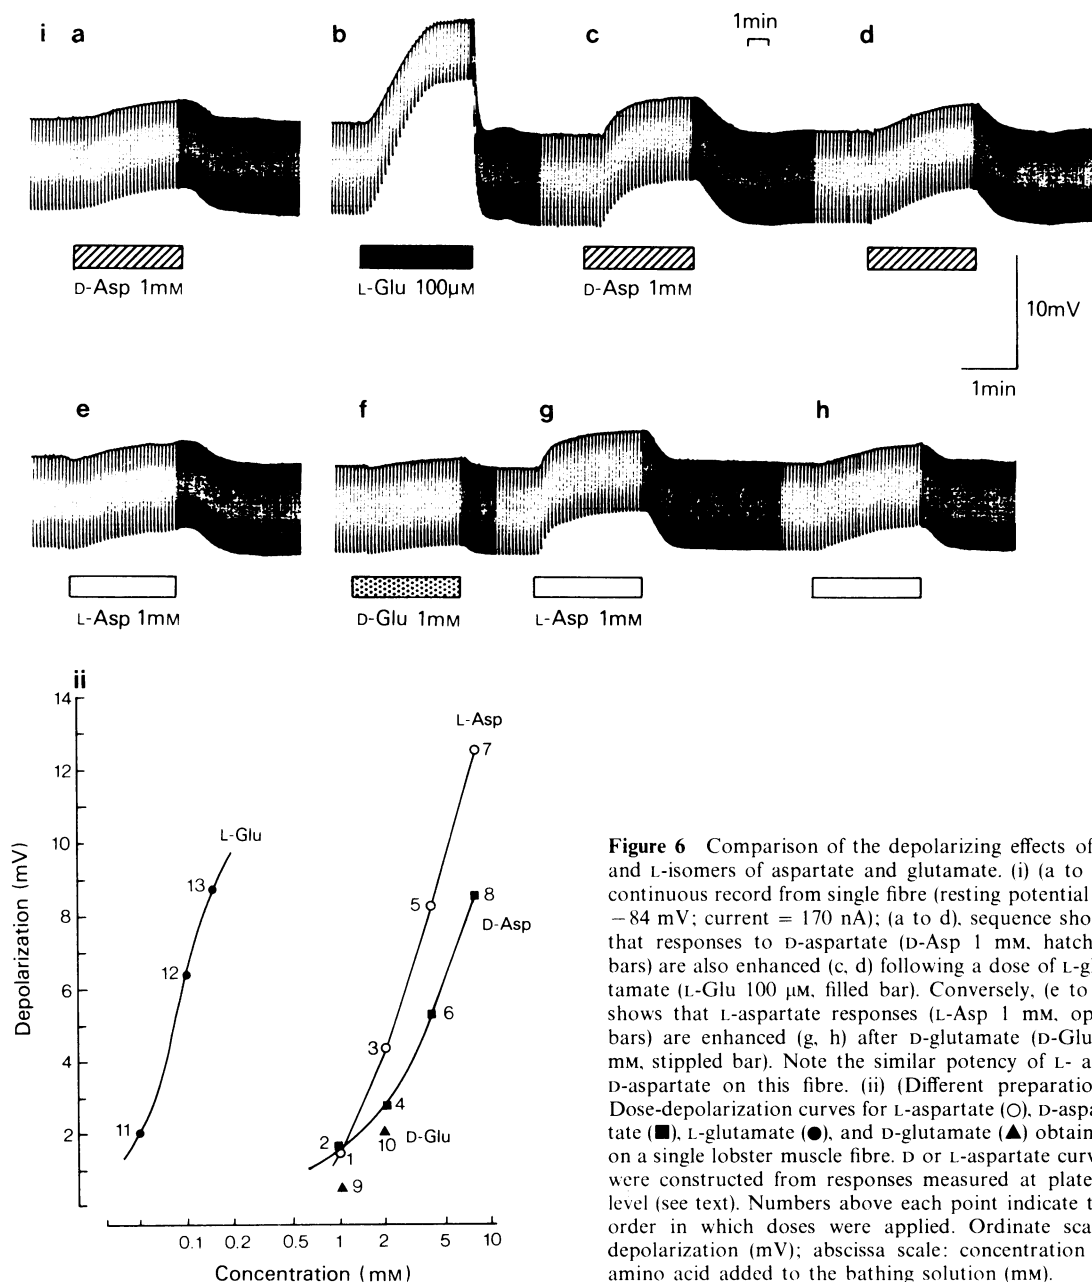 i a b c 1min d
D-Asp 1mM L-Glu 100µM D-Asp 1mM
10mV
1min
e f g h
L-Asp 1mM D-Glu 1mM L-Asp 1mM
ii
14
12
10
8
6
4
2
Depolarization (mV)
L-Glu
13
12
11
L-Asp
7
5
3
8
D-Asp
6
4
2
1
10 D-Glu
9
0.1 0.2 0.5 1 2 5 10
Concentration (mM)
Figure 6 Comparison of the depolarizing effects of
and L-isomers of aspartate and glutamate. (i) (a to
continuous record from single fibre (resting potential
−84 mV; current = 170 nA); (a to d), sequence sho
that responses to D-aspartate (D-Asp 1 mM, hatch
bars) are also enhanced (c, d) following a dose of L-gl
tamate (L-Glu 100 µM, filled bar). Conversely, (e to
shows that L-aspartate responses (L-Asp 1 mM, op
bars) are enhanced (g, h) after D-glutamate (D-Glu
mM, stippled bar). Note the similar potency of L- a
D-aspartate on this fibre. (ii) (Different preparatio
Dose-depolarization curves for L-aspartate (○), D-aspa
tate (■), L-glutamate (●), and D-glutamate (▲) obtain
on a single lobster muscle fibre. D or L-aspartate curv
were constructed from responses measured at plate
level (see text). Numbers above each point indicate t
order in which doses were applied. Ordinate sca
depolarization (mV); abscissa scale: concentration
amino acid added to the bathing solution (mM).